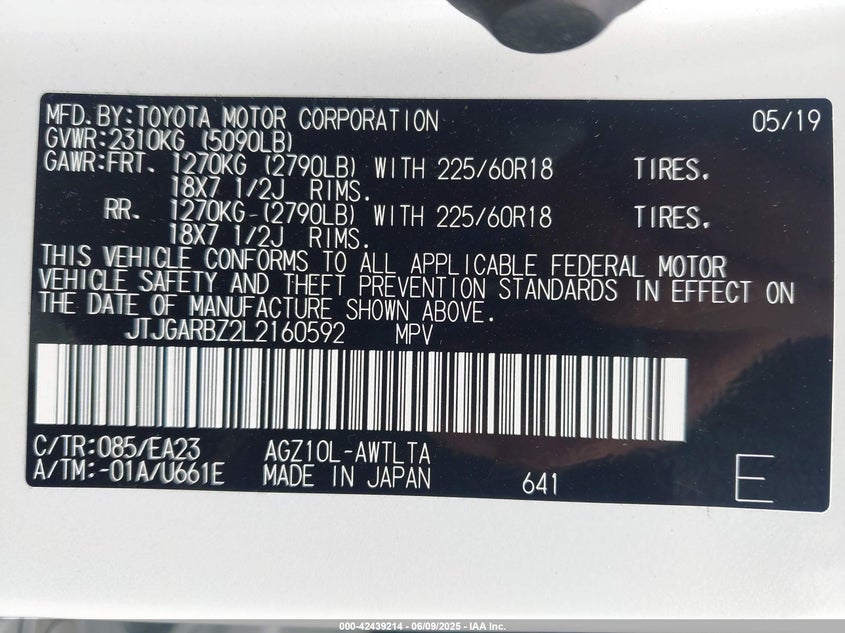 MFD.BY:TOYOTA MOTOR CORPORATION 05/19
GVWR:2310KG (5090LB)
GAWR:FRT. 1270KG (2790LB) WITH 225/60R18 TIRES.
18X7 1/2J RIMS.
RR. 1270KG (2790LB) WITH 225/60R18 TIRES.
18X7 1/2J RIMS.
THIS VEHICLE CONFORMS TO ALL APPLICABLE FEDERAL MOTOR
VEHICLE SAFETY AND THEFT PREVENTION STANDARDS IN EFFECT ON
THE DATE OF MANUFACTURE SHOWN ABOVE.
JTJGARBZ2L2160592 MPV
C/TR:085/EA23 AGZ10L-AWTLTA
A/TM:-01A/U661E MADE IN JAPAN 641 E
000-42439214 - 06/09/2025 - IAA Inc.